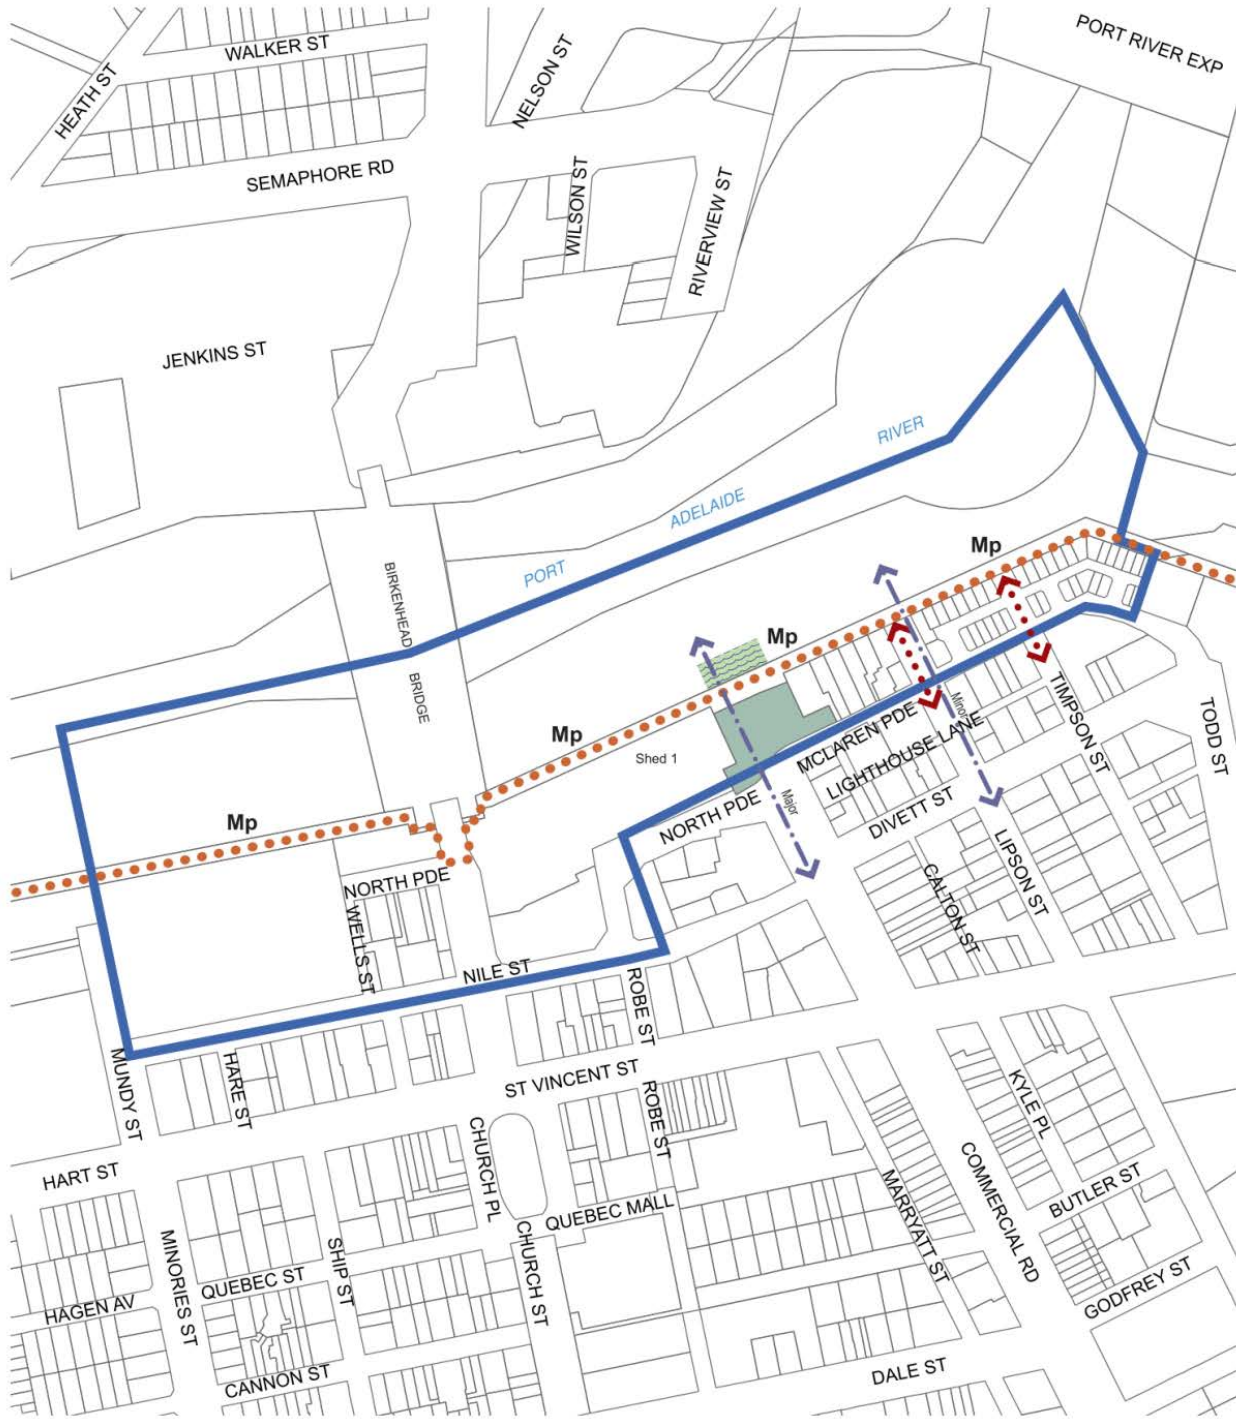 PORT RIVER EXP
WALKER ST
NELSON ST
HEATH ST
SEMAPHORE RD
WILSON ST
RIVERVIEW ST
JENKINS ST
RIVER
ADELAIDE
PORT
BIRKENHEAD
BRIDGE
Mp
Mp
Mp
Mp
Shed 1
Minor
Major
MCLAREN PDE
LIGHTHOUSE LANE
TIMPSON ST
TODD ST
NORTH PDE
DIVETT ST
LIPSON ST
CALTON ST
NORTH PDE
WELLS ST
NILE ST
ROBE ST
MUNDY ST
HARE ST
ST VINCENT ST
ROBE ST
KYLE PL
HART ST
CHURCH PL
COMMERCIAL RD
MARRYATT ST
BUTLER ST
QUEBEC MALL
CHURCH ST
MINORIES ST
SHIP ST
QUEBEC ST
HAGEN AV
GODFREY ST
CANNON ST
DALE ST